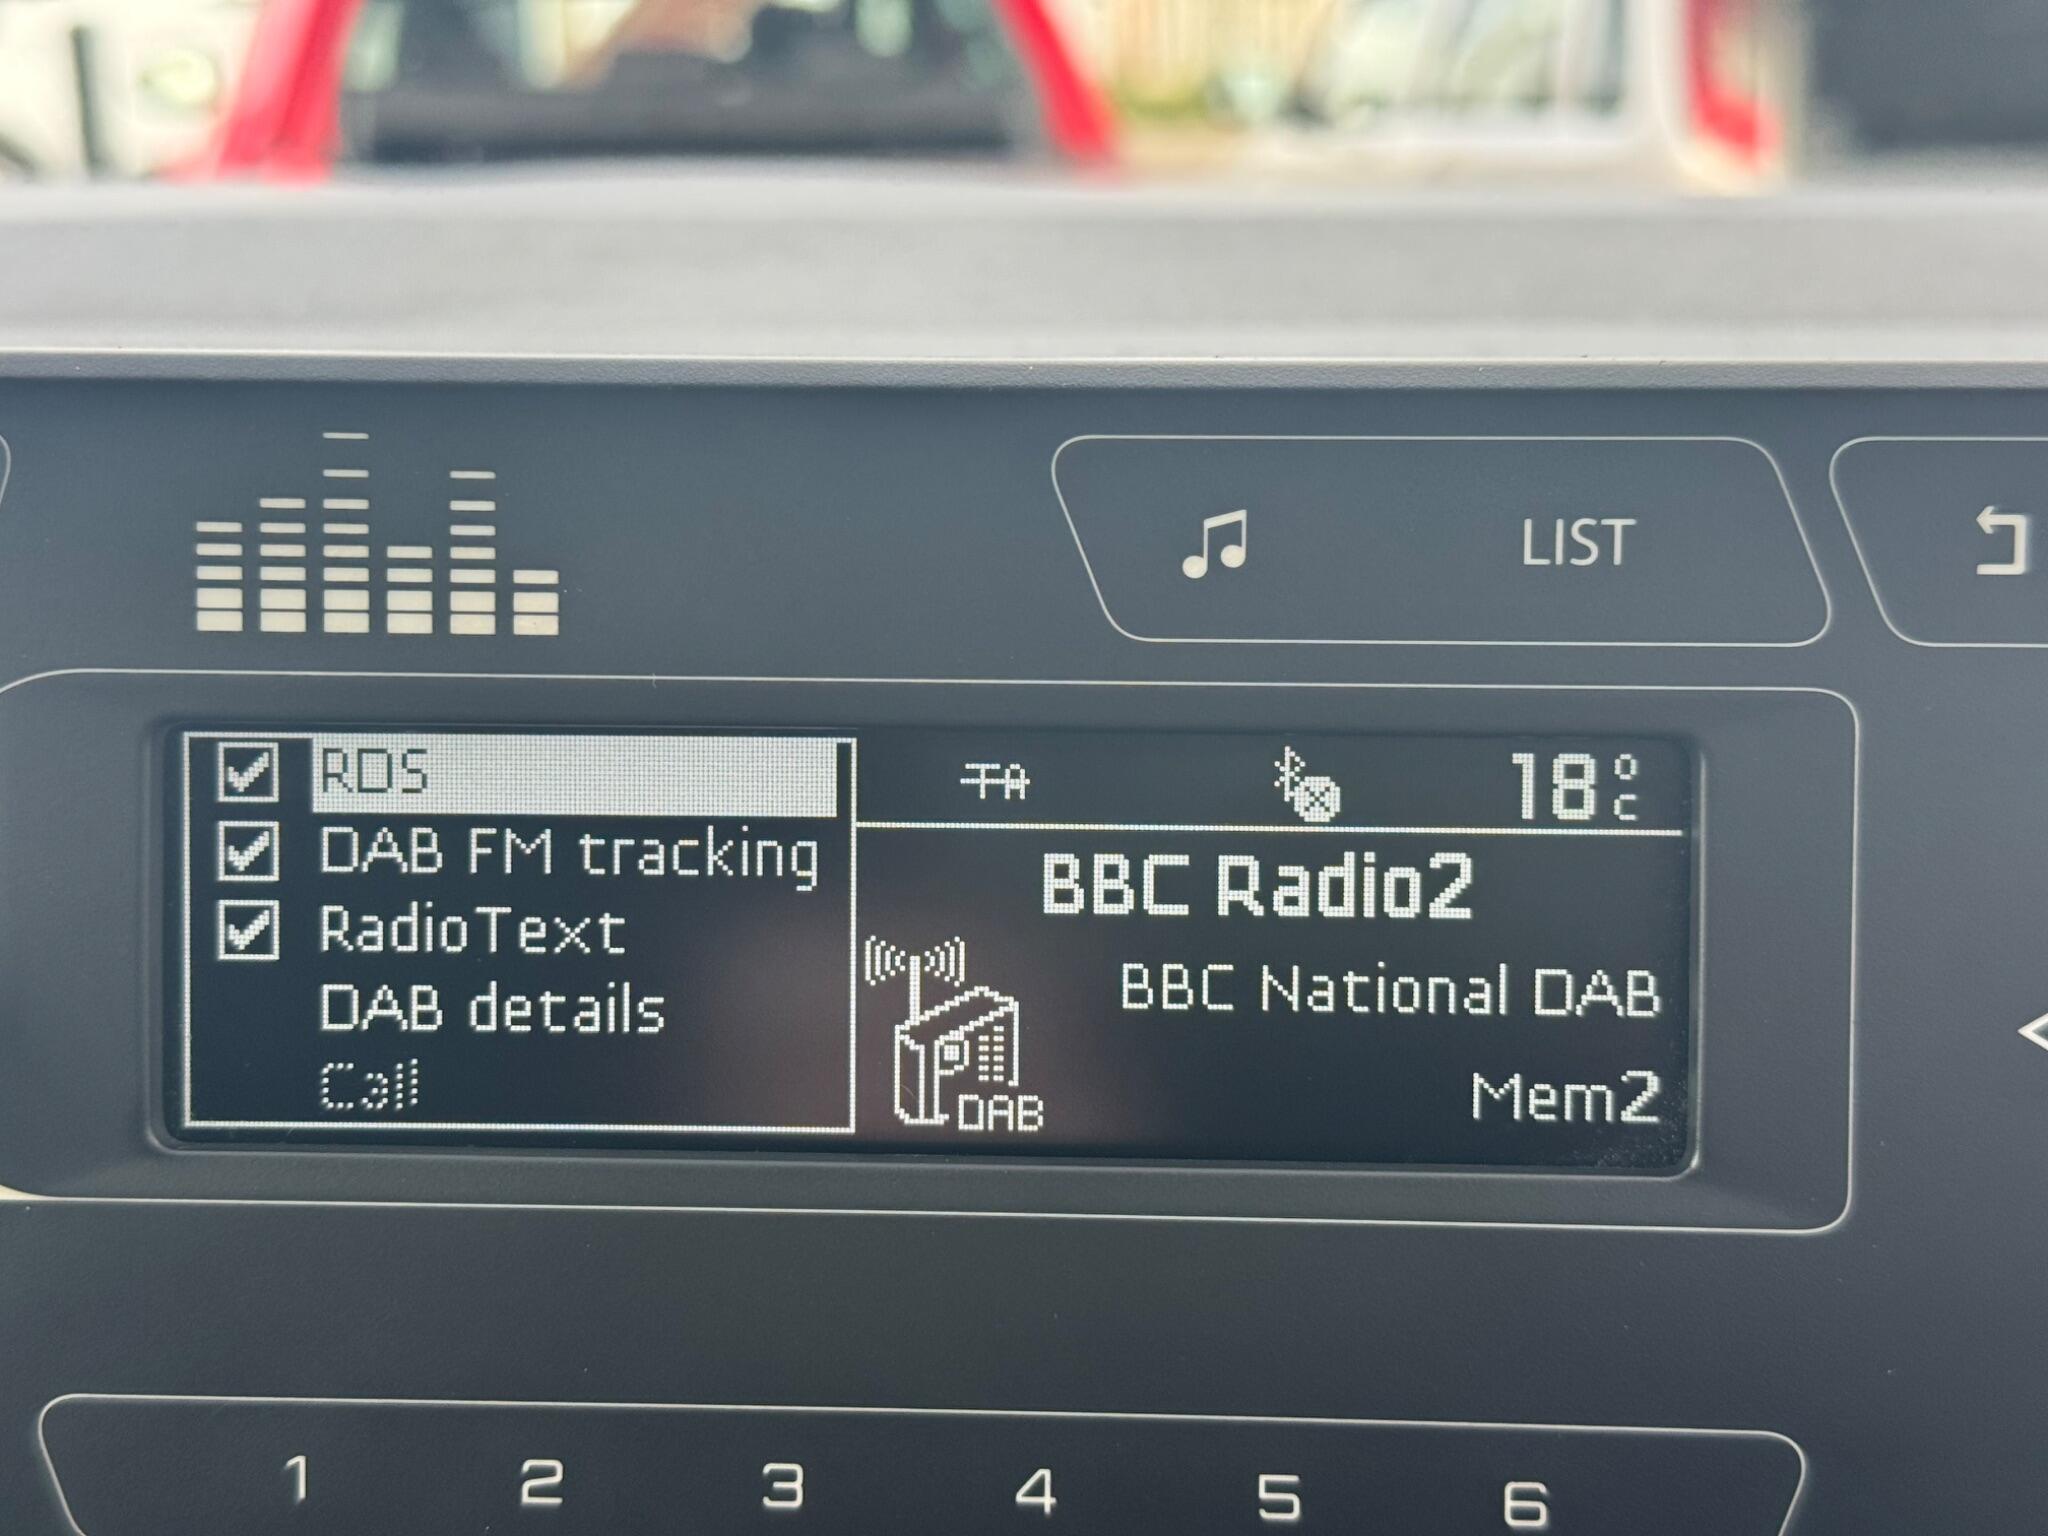 LIST
RDS
DAB FM tracking
RadioText
DAB details
Call
TA
18°C
BBC Radio2
BBC National DAB
DAB
Mem2
1 2 3 4 5 6